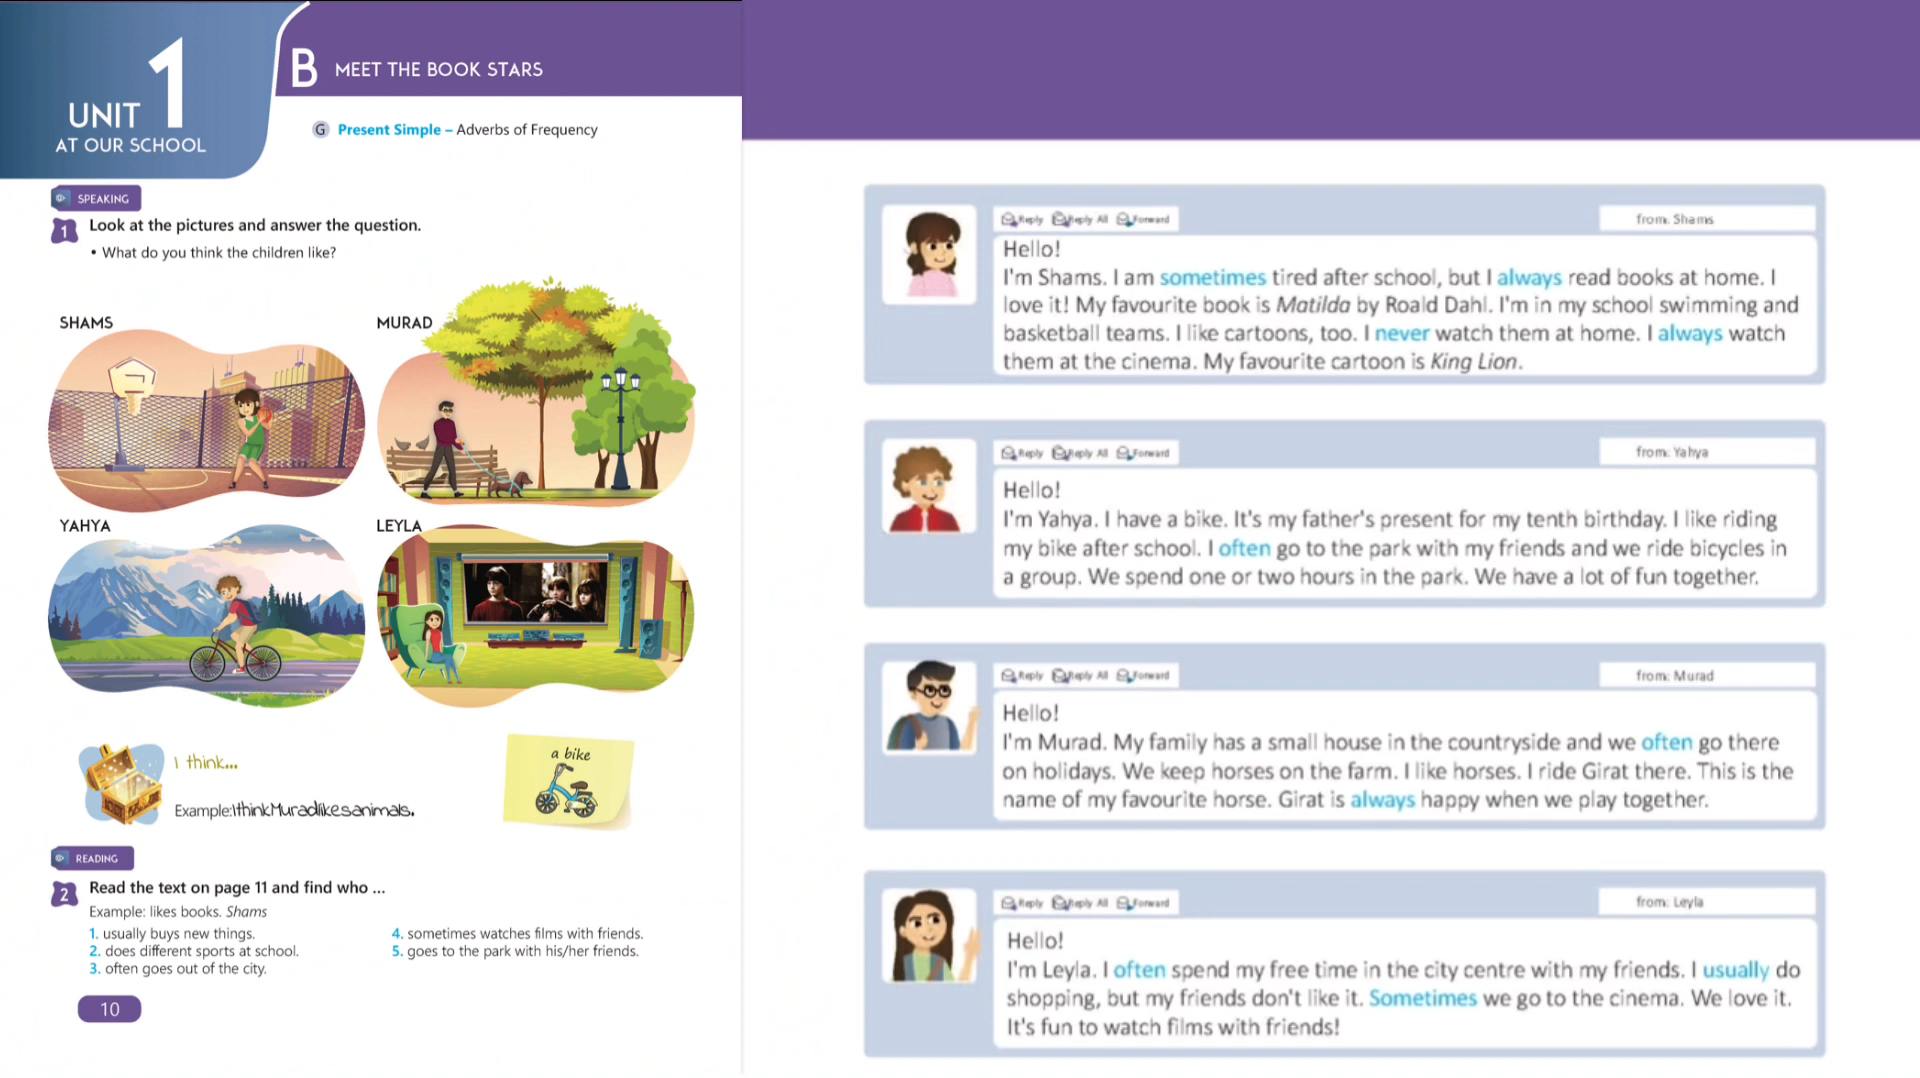 UNIT 1
AT OUR SCHOOL
B MEET THE BOOK STARS
G Present Simple – Adverbs of Frequency
SPEAKING
1 Look at the pictures and answer the question.
• What do you think the children like?
SHAMS
MURAD
YAHYA
LEYLA
I think...
a bike
Example:IthinkMuradlikesanimals.
READING
2 Read the text on page 11 and find who ...
Example: likes books. Shams
1. usually buys new things.
2. does different sports at school.
3. often goes out of the city.
4. sometimes watches films with friends.
5. goes to the park with his/her friends.
10
Reply Reply All Forward
from: Shams
Hello!
I'm Shams. I am sometimes tired after school, but I always read books at home. I
love it! My favourite book is Matilda by Roald Dahl. I'm in my school swimming and
basketball teams. I like cartoons, too. I never watch them at home. I always watch
them at the cinema. My favourite cartoon is King Lion.
Reply Reply All Forward
from: Yahya
Hello!
I'm Yahya. I have a bike. It's my father's present for my tenth birthday. I like riding
my bike after school. I often go to the park with my friends and we ride bicycles in
a group. We spend one or two hours in the park. We have a lot of fun together.
Reply Reply All Forward
from: Murad
Hello!
I'm Murad. My family has a small house in the countryside and we often go there
on holidays. We keep horses on the farm. I like horses. I ride Girat there. This is the
name of my favourite horse. Girat is always happy when we play together.
Reply Reply All Forward
from: Leyla
Hello!
I'm Leyla. I often spend my free time in the city centre with my friends. I usually do
shopping, but my friends don't like it. Sometimes we go to the cinema. We love it.
It's fun to watch films with friends!